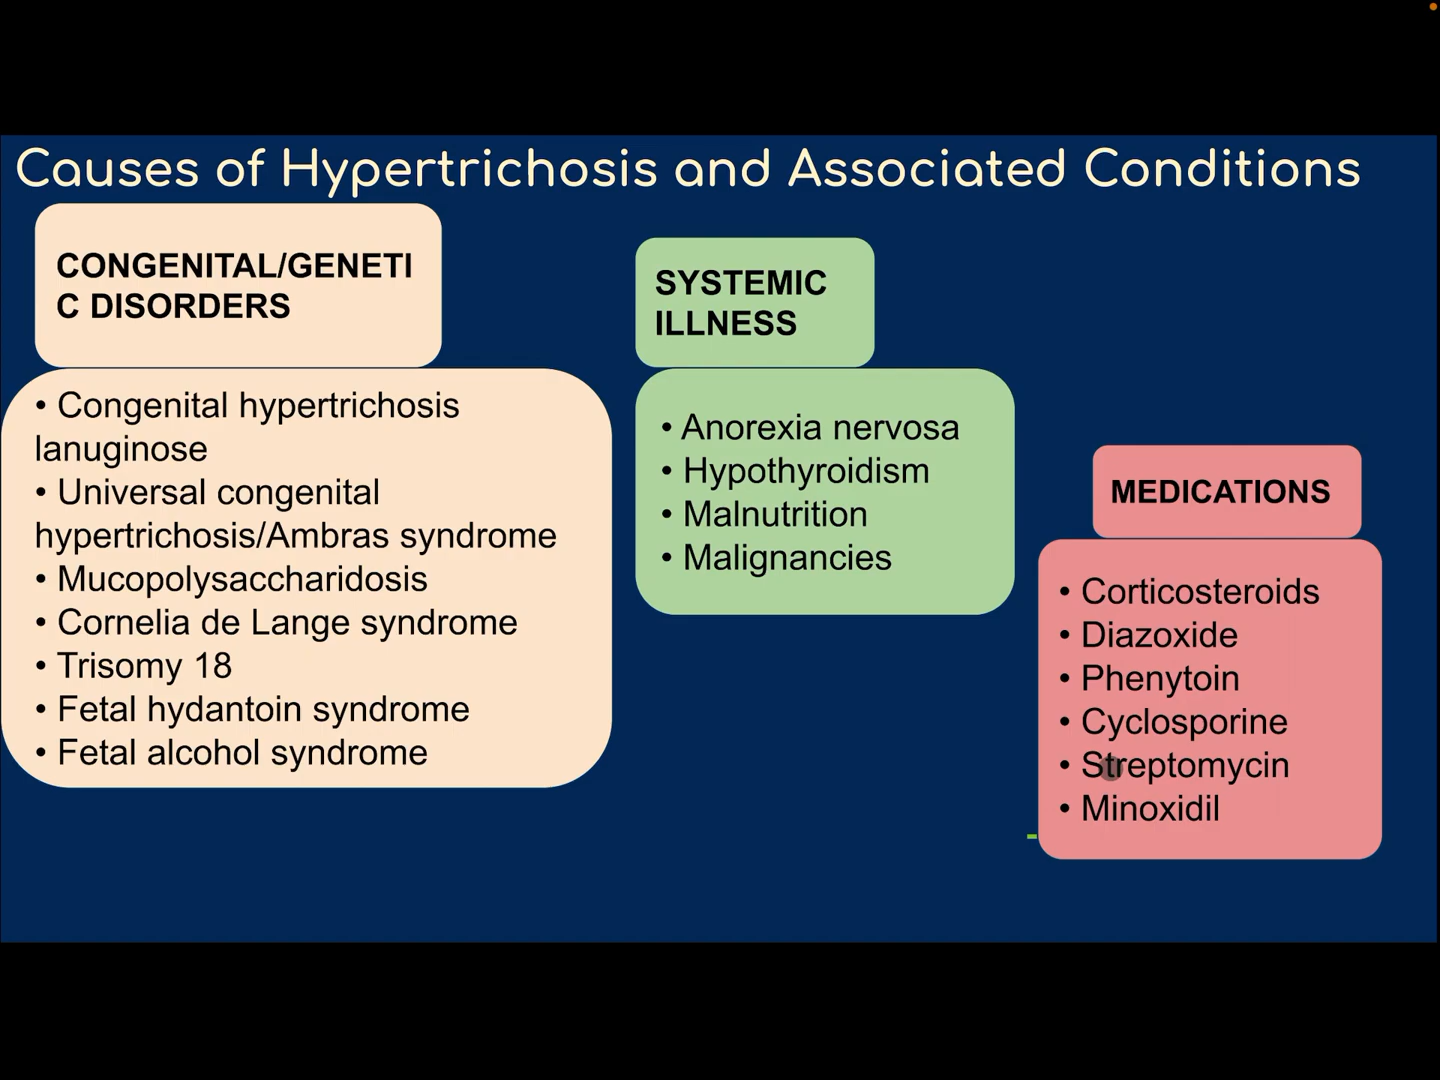 Causes of Hypertrichosis and Associated Conditions
CONGENITAL/GENETI
C DISORDERS
• Congenital hypertrichosis
lanuginose
• Universal congenital
hypertrichosis/Ambras syndrome
• Mucopolysaccharidosis
• Cornelia de Lange syndrome
• Trisomy 18
• Fetal hydantoin syndrome
• Fetal alcohol syndrome
SYSTEMIC
ILLNESS
• Anorexia nervosa
• Hypothyroidism
• Malnutrition
• Malignancies
MEDICATIONS
• Corticosteroids
• Diazoxide
• Phenytoin
• Cyclosporine
• Streptomycin
• Minoxidil